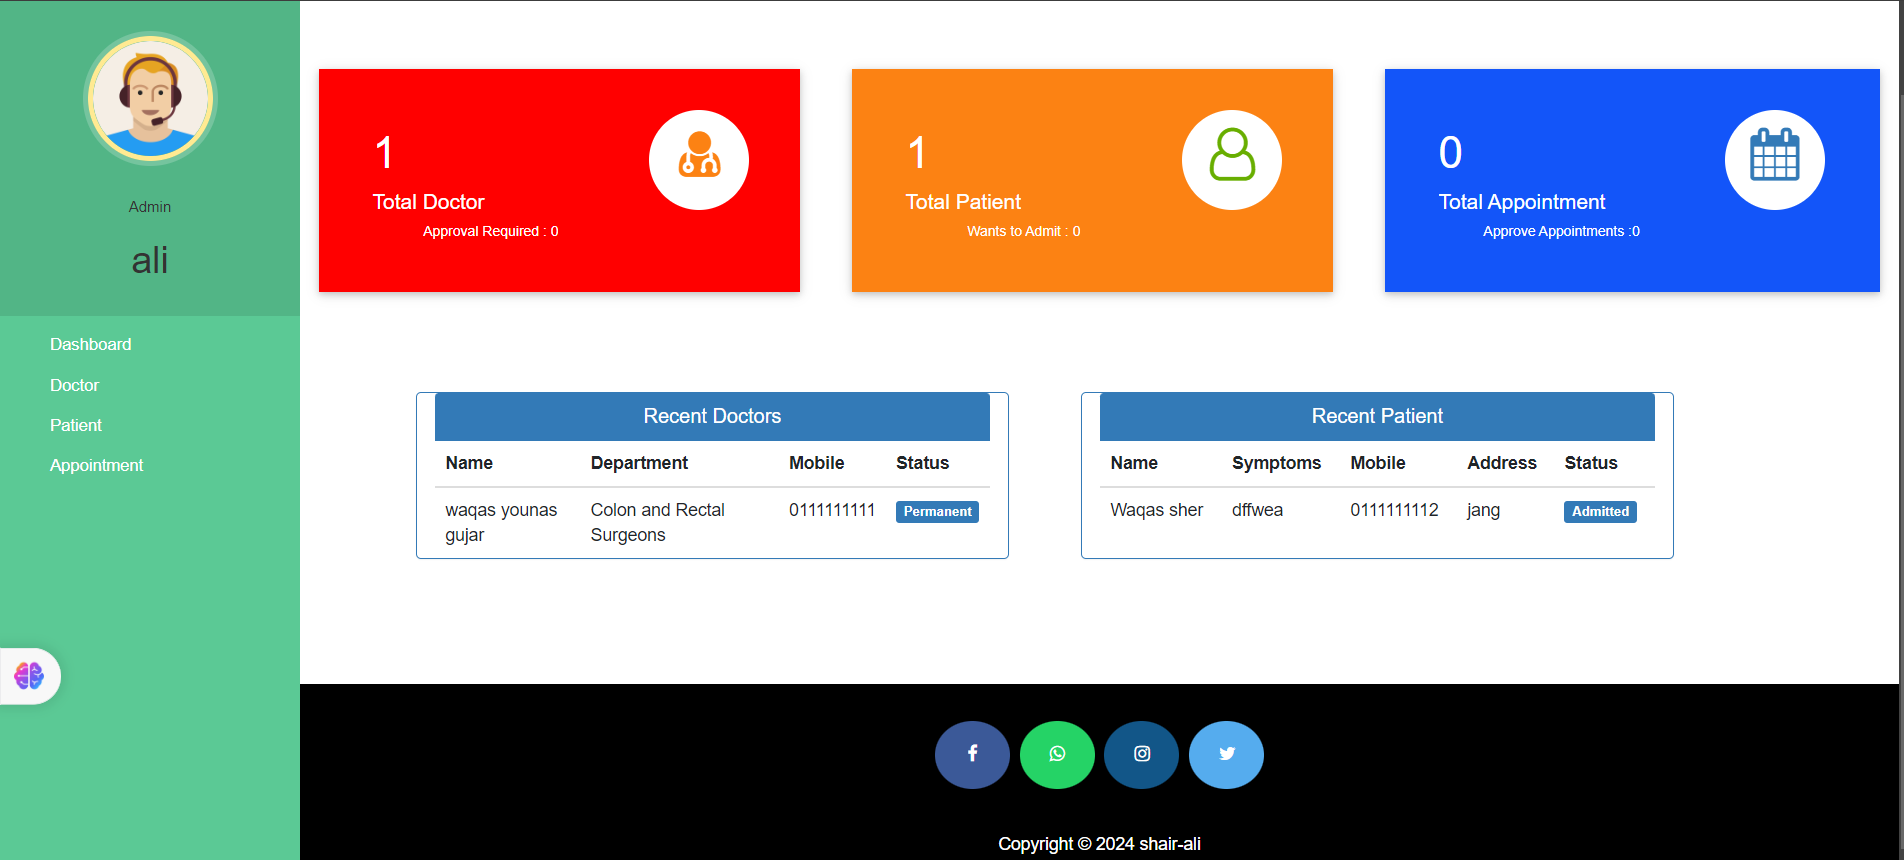 Admin
ali
Dashboard
Doctor
Patient
Appointment
1
Total Doctor
Approval Required : 0
1
Total Patient
Wants to Admit : 0
0
Total Appointment
Approve Appointments :0
Recent Doctors
Name Department Mobile Status
waqas younas Colon and Rectal 0111111111 Permanent
gujar Surgeons
Recent Patient
Name Symptoms Mobile Address Status
Waqas sher dffwea 0111111112 jang Admitted
Copyright © 2024 shair-ali